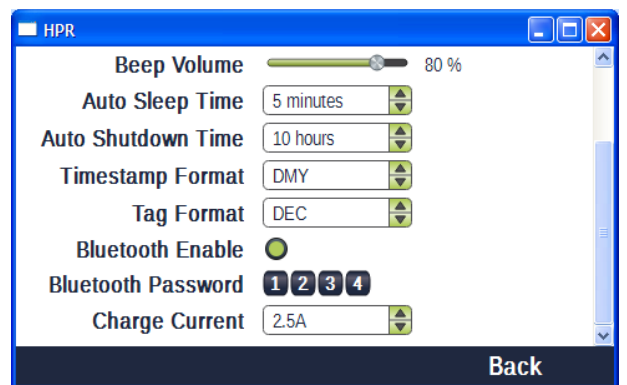 HPR
Beep Volume 80 %
Auto Sleep Time 5 minutes
Auto Shutdown Time 10 hours
Timestamp Format DMY
Tag Format DEC
Bluetooth Enable
Bluetooth Password 1 2 3 4
Charge Current 2.5A
Back